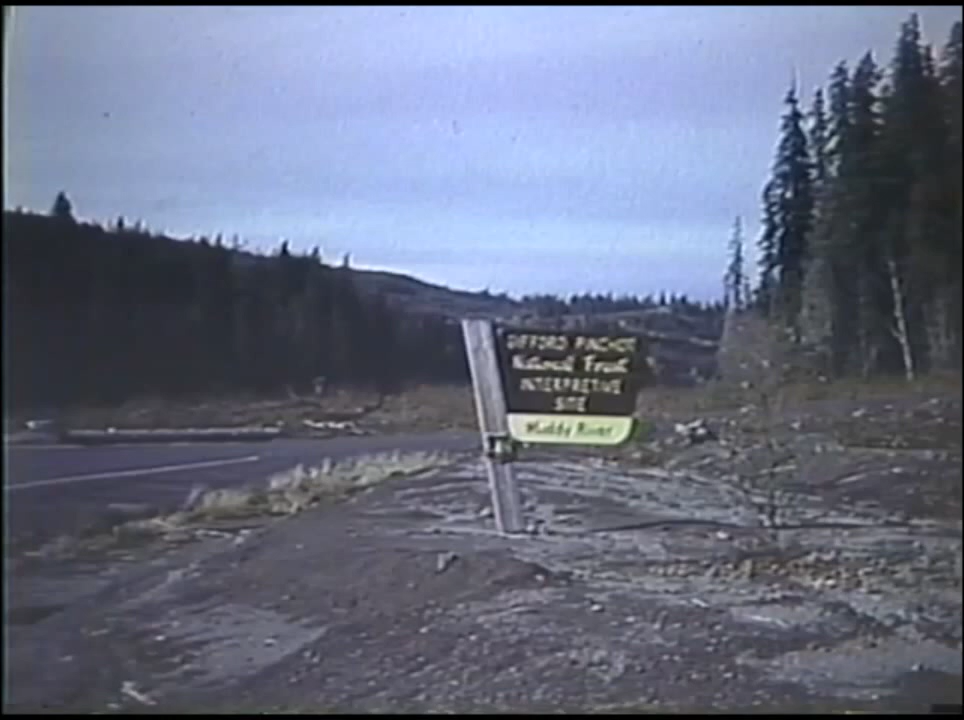 GIFFORD PINCHOT
National Forest
INTERPRETIVE
SITE
Muddy River